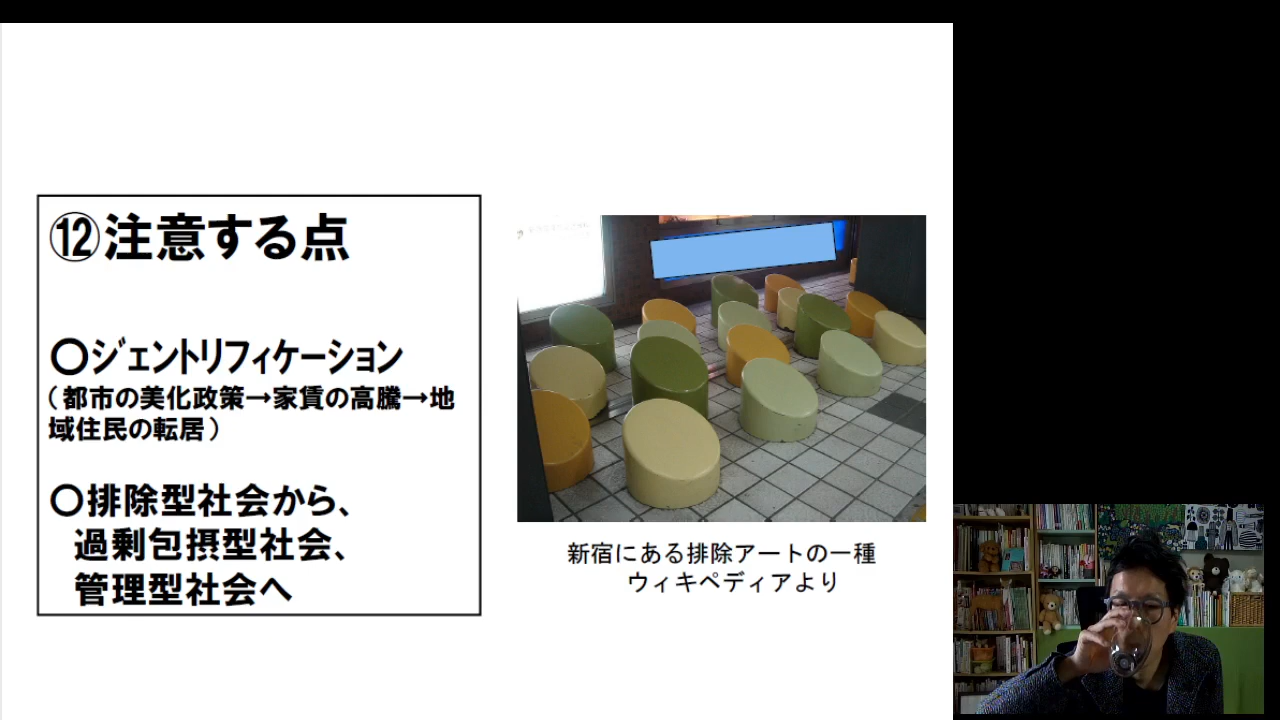 ⑫注意する点
〇ジェントリフィケーション
（都市の美化政策→家賃の高騰→地
域住民の転居）
〇排除型社会から、
過剰包摂型社会、
管理型社会へ
新宿にある排除アートの一種
ウィキペディアより